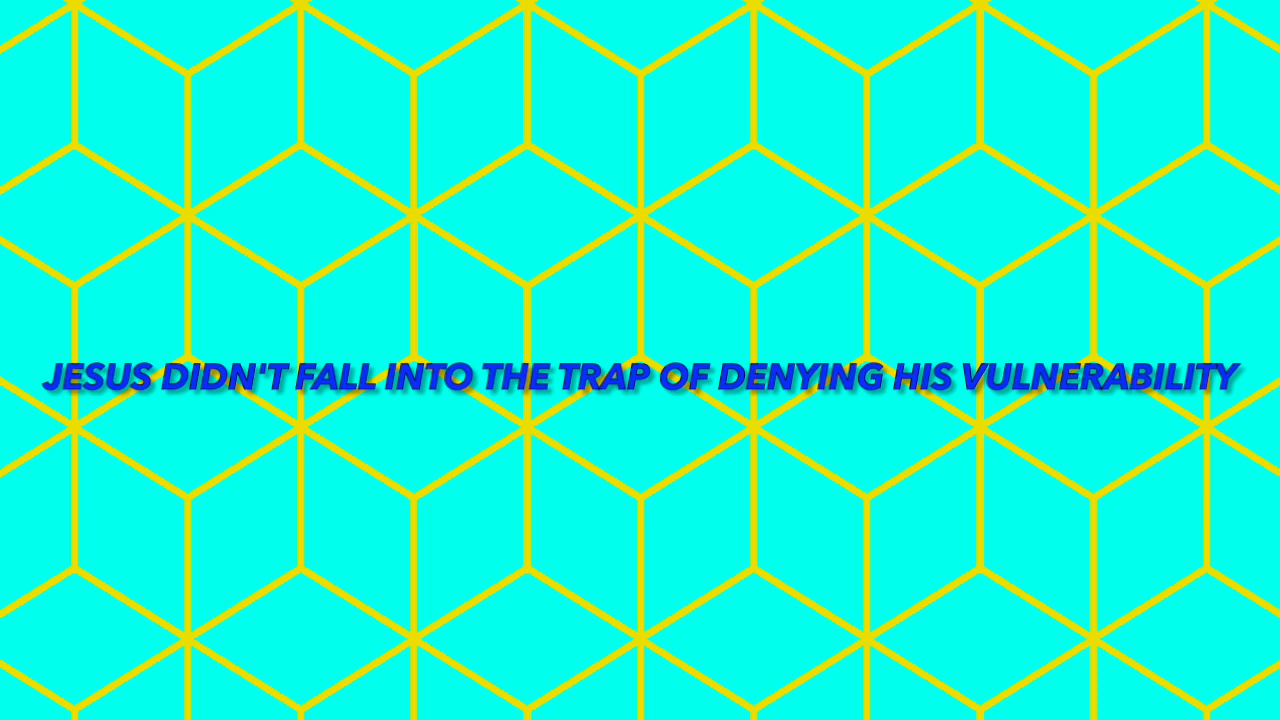 JESUS DIDN'T FALL INTO THE TRAP OF DENYING HIS VULNERABILITY